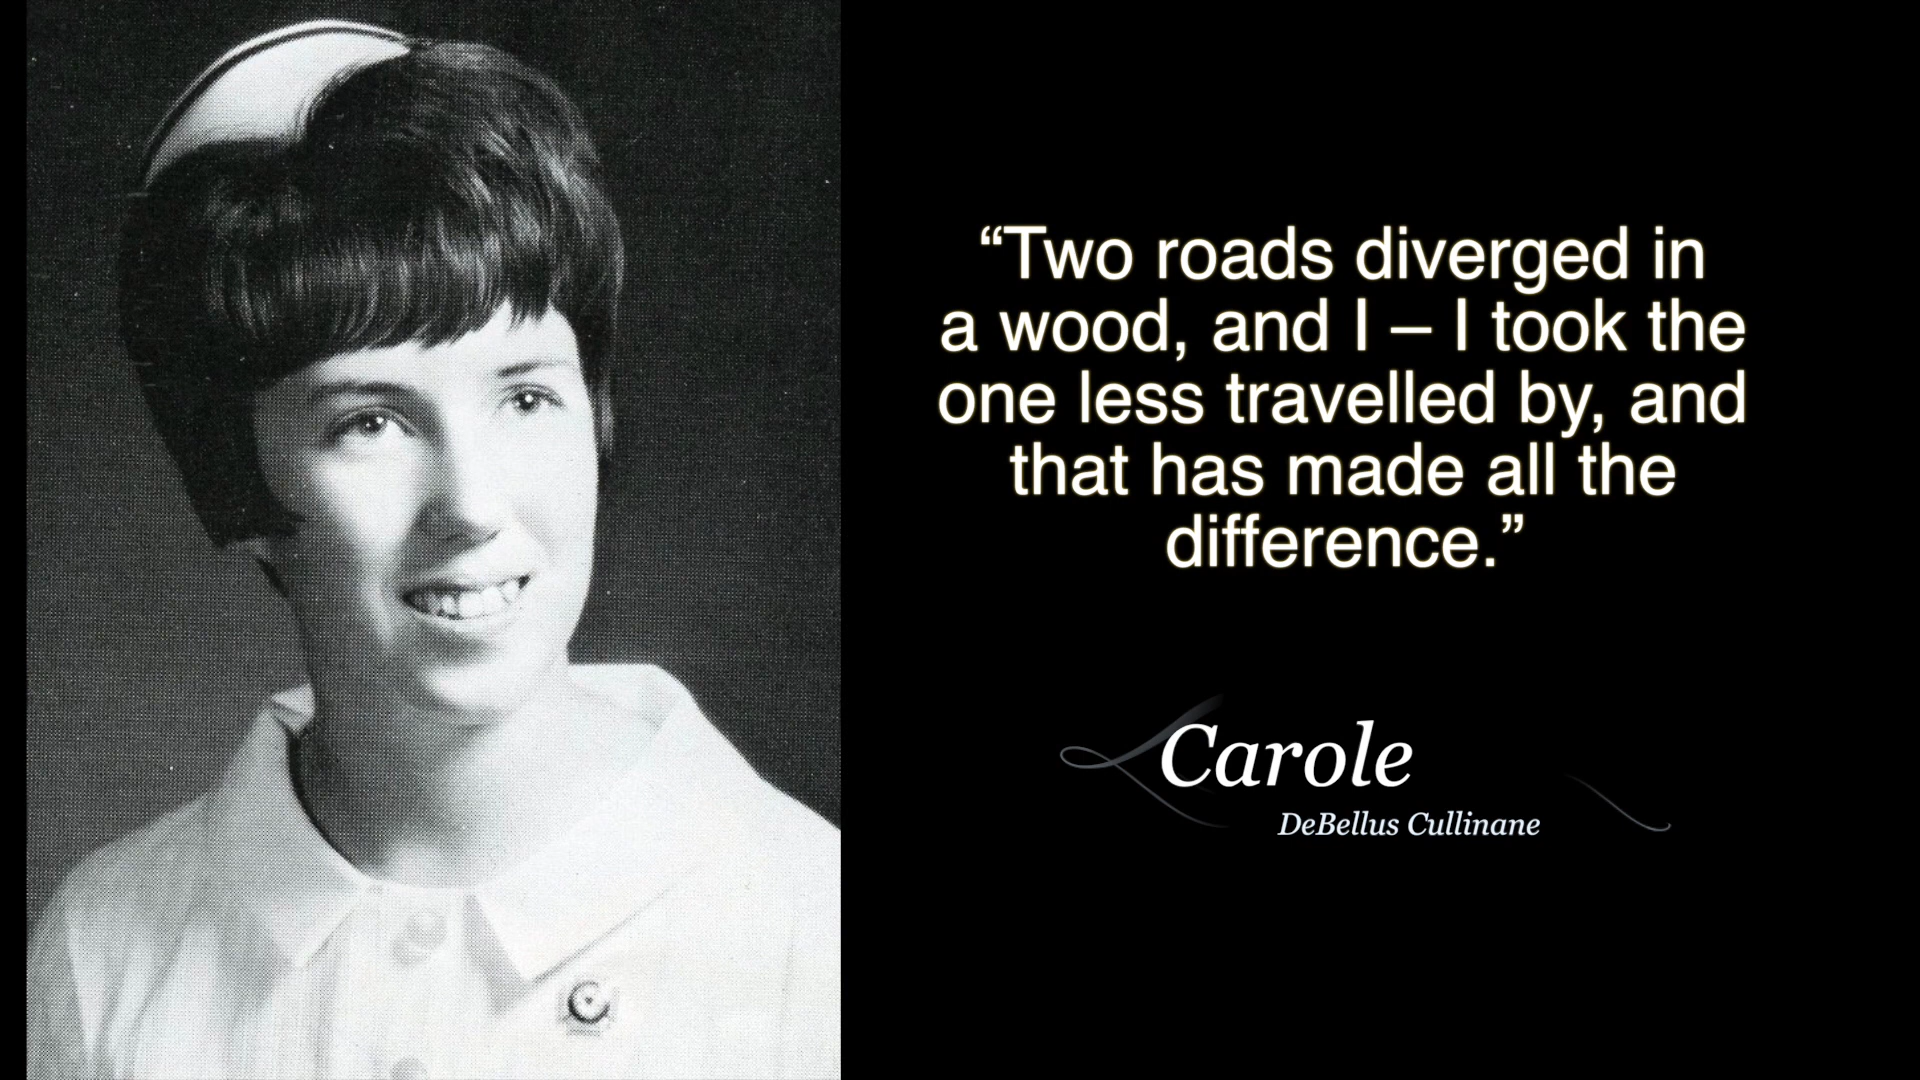 “Two roads diverged in
a wood, and I – I took the
one less travelled by, and
that has made all the
difference.”
Carole
DeBellus Cullinane